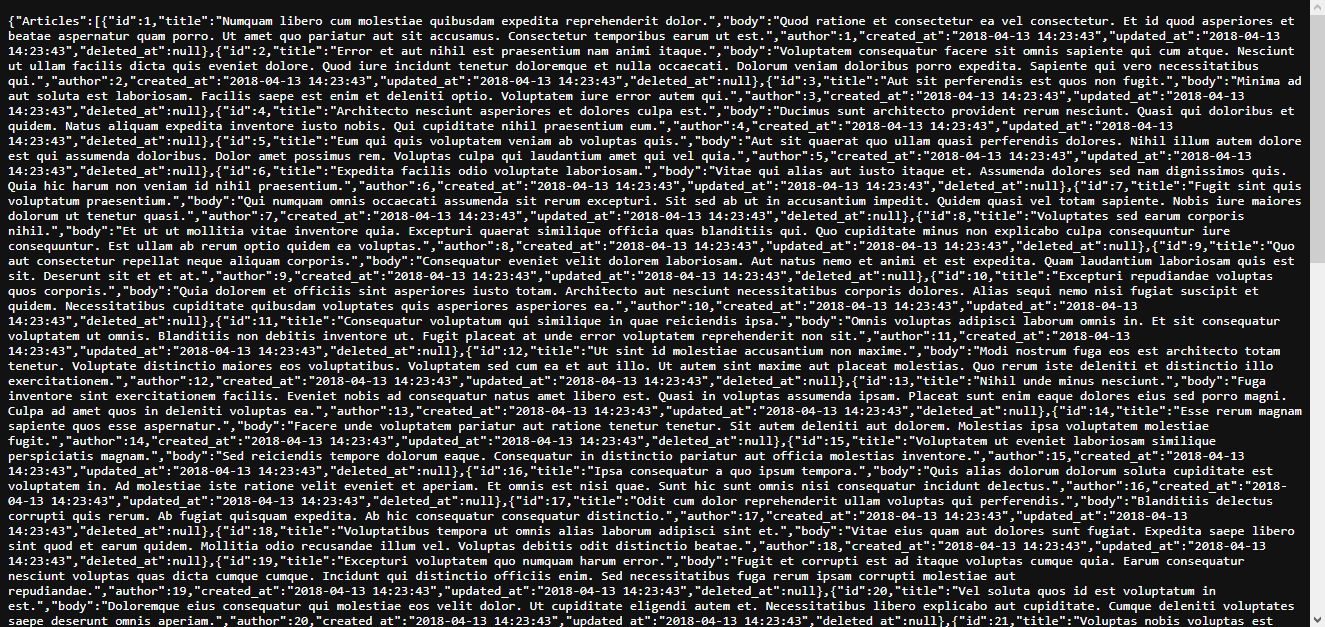 {"Articles":[{"id":1,"title":"Numquam libero cum molestiae quibusdam expedita reprehenderit dolor.","body":"Quod ratione et consectetur ea vel consectetur. Et id quod asperiores et
beatae aspernatur quam porro. Ut amet quo pariatur aut sit accusamus. Consectetur temporibus earum ut est.","author":1,"created_at":"2018-04-13 14:23:43","updated_at":"2018-04-13
14:23:43","deleted_at":null},{"id":2,"title":"Error et aut nihil est praesentium nam animi itaque.","body":"Voluptatem consequatur facere sit omnis sapiente qui cum atque. Nesciunt
ut ullam facilis dicta quis eveniet dolore. Quod iure incidunt tenetur doloremque et nulla occaecati. Dolorum veniam doloribus porro expedita. Sapiente qui vero necessitatibus
qui.","author":2,"created_at":"2018-04-13 14:23:43","updated_at":"2018-04-13 14:23:43","deleted_at":null},{"id":3,"title":"Aut sit perferendis est quos non fugit.","body":"Minima ad
aut soluta est laboriosam. Facilis saepe est enim et deleniti optio. Voluptatem iure error autem qui.","author":3,"created_at":"2018-04-13 14:23:43","updated_at":"2018-04-13
14:23:43","deleted_at":null},{"id":4,"title":"Architecto nesciunt asperiores et dolores culpa est.","body":"Ducimus sunt architecto provident rerum nesciunt. Quasi qui doloribus et
quidem. Natus aliquam expedita inventore iusto nobis. Qui cupiditate nihil praesentium eum.","author":4,"created_at":"2018-04-13 14:23:43","updated_at":"2018-04-13
14:23:43","deleted_at":null},{"id":5,"title":"Eum qui quis voluptatem veniam ab voluptas quis.","body":"Aut sit quaerat quo ullam quasi perferendis dolores. Nihil illum autem dolore
est qui assumenda doloribus. Dolor amet possimus rem. Voluptas culpa qui laudantium amet qui vel quia.","author":5,"created_at":"2018-04-13 14:23:43","updated_at":"2018-04-13
14:23:43","deleted_at":null},{"id":6,"title":"Expedita facilis odio voluptate laboriosam.","body":"Vitae qui alias aut iusto itaque et. Assumenda dolores sed nam dignissimos quis.
Quia hic harum non veniam id nihil praesentium.","author":6,"created_at":"2018-04-13 14:23:43","updated_at":"2018-04-13 14:23:43","deleted_at":null},{"id":7,"title":"Fugit sint quis
voluptatum praesentium.","body":"Qui numquam omnis occaecati assumenda sit rerum excepturi. Sit sed ab ut in accusantium impedit. Quidem quasi vel totam sapiente. Nobis iure maiores
dolorum ut tenetur quasi.","author":7,"created_at":"2018-04-13 14:23:43","updated_at":"2018-04-13 14:23:43","deleted_at":null},{"id":8,"title":"Voluptates sed earum corporis
nihil.","body":"Et ut ut mollitia vitae inventore quia. Excepturi quaerat similique officia quas blanditiis qui. Quo cupiditate minus non explicabo culpa consequuntur iure
consequuntur. Est ullam ab rerum optio quidem ea voluptas.","author":8,"created_at":"2018-04-13 14:23:43","updated_at":"2018-04-13 14:23:43","deleted_at":null},{"id":9,"title":"Quo
aut consectetur repellat neque aliquam corporis.","body":"Consequatur eveniet velit dolorem laboriosam. Aut natus nemo et animi et est expedita. Quam laudantium laboriosam quis est
sit. Deserunt sit et et at.","author":9,"created_at":"2018-04-13 14:23:43","updated_at":"2018-04-13 14:23:43","deleted_at":null},{"id":10,"title":"Excepturi repudiandae voluptas
quos corporis.","body":"Quia dolorem et officiis sint asperiores iusto totam. Architecto aut nesciunt necessitatibus corporis dolores. Alias sequi nemo nisi fugiat suscipit et
quidem. Necessitatibus cupiditate quibusdam voluptates quis asperiores asperiores ea.","author":10,"created_at":"2018-04-13 14:23:43","updated_at":"2018-04-13
14:23:43","deleted_at":null},{"id":11,"title":"Consequatur voluptatum qui similique in quae reiciendis ipsa.","body":"Omnis voluptas adipisci laborum omnis in. Et sit consequatur
voluptatem ut omnis. Blanditiis non debitis inventore ut. Fugit placeat at unde error voluptatem reprehenderit non sit.","author":11,"created_at":"2018-04-13
14:23:43","updated_at":"2018-04-13 14:23:43","deleted_at":null},{"id":12,"title":"Ut sint id molestiae accusantium non maxime.","body":"Modi nostrum fuga eos est architecto totam
tenetur. Voluptate distinctio maiores eos voluptatibus. Voluptatem sed cum ea et aut illo. Ut autem sint maxime aut placeat molestias. Quo rerum iste deleniti et distinctio illo
exercitationem.","author":12,"created_at":"2018-04-13 14:23:43","updated_at":"2018-04-13 14:23:43","deleted_at":null},{"id":13,"title":"Nihil unde minus nesciunt.","body":"Fuga
inventore sint exercitationem facilis. Eveniet nobis ad consequatur natus amet libero est. Quasi in voluptas assumenda ipsam. Placeat sunt enim eaque dolores eius sed porro magni.
Culpa ad amet quos in deleniti voluptas ea.","author":13,"created_at":"2018-04-13 14:23:43","updated_at":"2018-04-13 14:23:43","deleted_at":null},{"id":14,"title":"Esse rerum magnam
sapiente quos esse aspernatur.","body":"Facere unde voluptatem pariatur aut ratione tenetur tenetur. Sit autem deleniti aut dolorem. Molestias ipsa voluptatem molestiae
fugit.","author":14,"created_at":"2018-04-13 14:23:43","updated_at":"2018-04-13 14:23:43","deleted_at":null},{"id":15,"title":"Voluptatem ut eveniet laboriosam similique
perspiciatis magnam.","body":"Sed reiciendis tempore dolorum eaque. Consequatur in distinctio pariatur aut officia molestias inventore.","author":15,"created_at":"2018-04-13
14:23:43","updated_at":"2018-04-13 14:23:43","deleted_at":null},{"id":16,"title":"Ipsa consequatur a quo ipsum tempora.","body":"Quis alias dolorum dolorum soluta cupiditate est
voluptatem in. Ad molestiae iste ratione velit eveniet et aperiam. Et omnis est nisi quae. Sunt hic sunt omnis nisi consequatur incidunt delectus.","author":16,"created_at":"2018-
04-13 14:23:43","updated_at":"2018-04-13 14:23:43","deleted_at":null},{"id":17,"title":"Odit cum dolor reprehenderit ullam voluptas qui perferendis.","body":"Blanditiis delectus
corrupti quis rerum. Ab fugiat quisquam expedita. Ab hic consequatur consequatur distinctio.","author":17,"created_at":"2018-04-13 14:23:43","updated_at":"2018-04-13
14:23:43","deleted_at":null},{"id":18,"title":"Voluptatibus tempora ut omnis alias laborum adipisci sint et.","body":"Vitae eius quam aut dolores sunt fugiat. Expedita saepe libero
sint quod et earum quidem. Mollitia odio recusandae illum vel. Voluptas debitis odit distinctio beatae.","author":18,"created_at":"2018-04-13 14:23:43","updated_at":"2018-04-13
14:23:43","deleted_at":null},{"id":19,"title":"Excepturi voluptatem quo numquam harum error.","body":"Fugit et corrupti est ad itaque voluptas cumque quia. Earum consequatur
nesciunt voluptas quas dicta cumque cumque. Incidunt qui distinctio officiis enim. Sed necessitatibus fuga rerum ipsam corrupti molestiae aut
repudiandae.","author":19,"created_at":"2018-04-13 14:23:43","updated_at":"2018-04-13 14:23:43","deleted_at":null},{"id":20,"title":"Vel soluta quos id est voluptatum in
est.","body":"Doloremque eius consequatur qui molestiae eos velit dolor. Ut cupiditate eligendi autem et. Necessitatibus libero explicabo aut cupiditate. Cumque deleniti voluptates
saepe deserunt omnis aperiam.","author":20,"created_at":"2018-04-13 14:23:43","updated_at":"2018-04-13 14:23:43","deleted_at":null},{"id":21,"title":"Voluptas nobis voluptas est